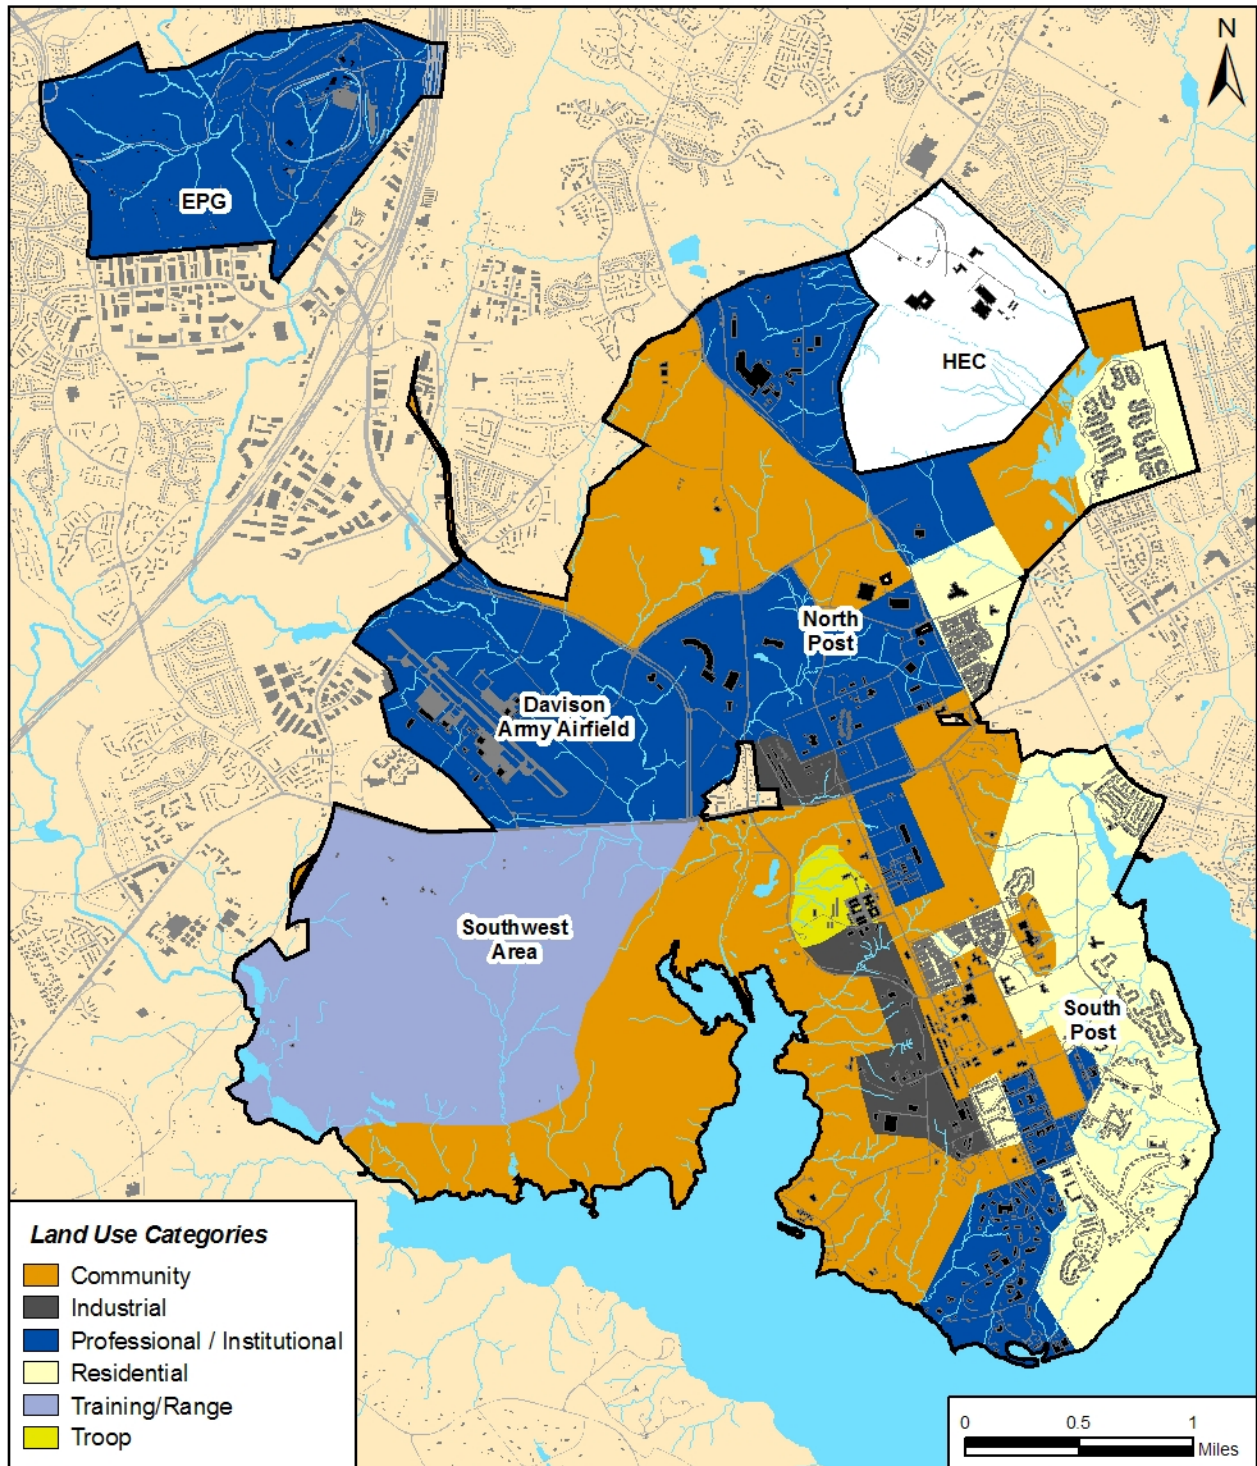 N
EPG
HEC
North
Post
Davison
Army Airfield
Southwest
Area
South
Post
Land Use Categories
Community
Industrial
Professional / Institutional
Residential
Training/Range
Troop
0 0.5 1
Miles